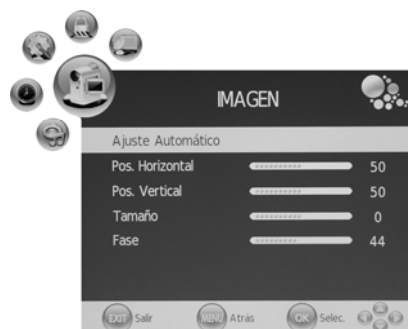 IMAGEN
Ajuste Automático
Pos. Horizontal 50
Pos. Vertical 50
Tamaño 0
Fase 44
EXIT Salir MENU Atrás OK Selec.